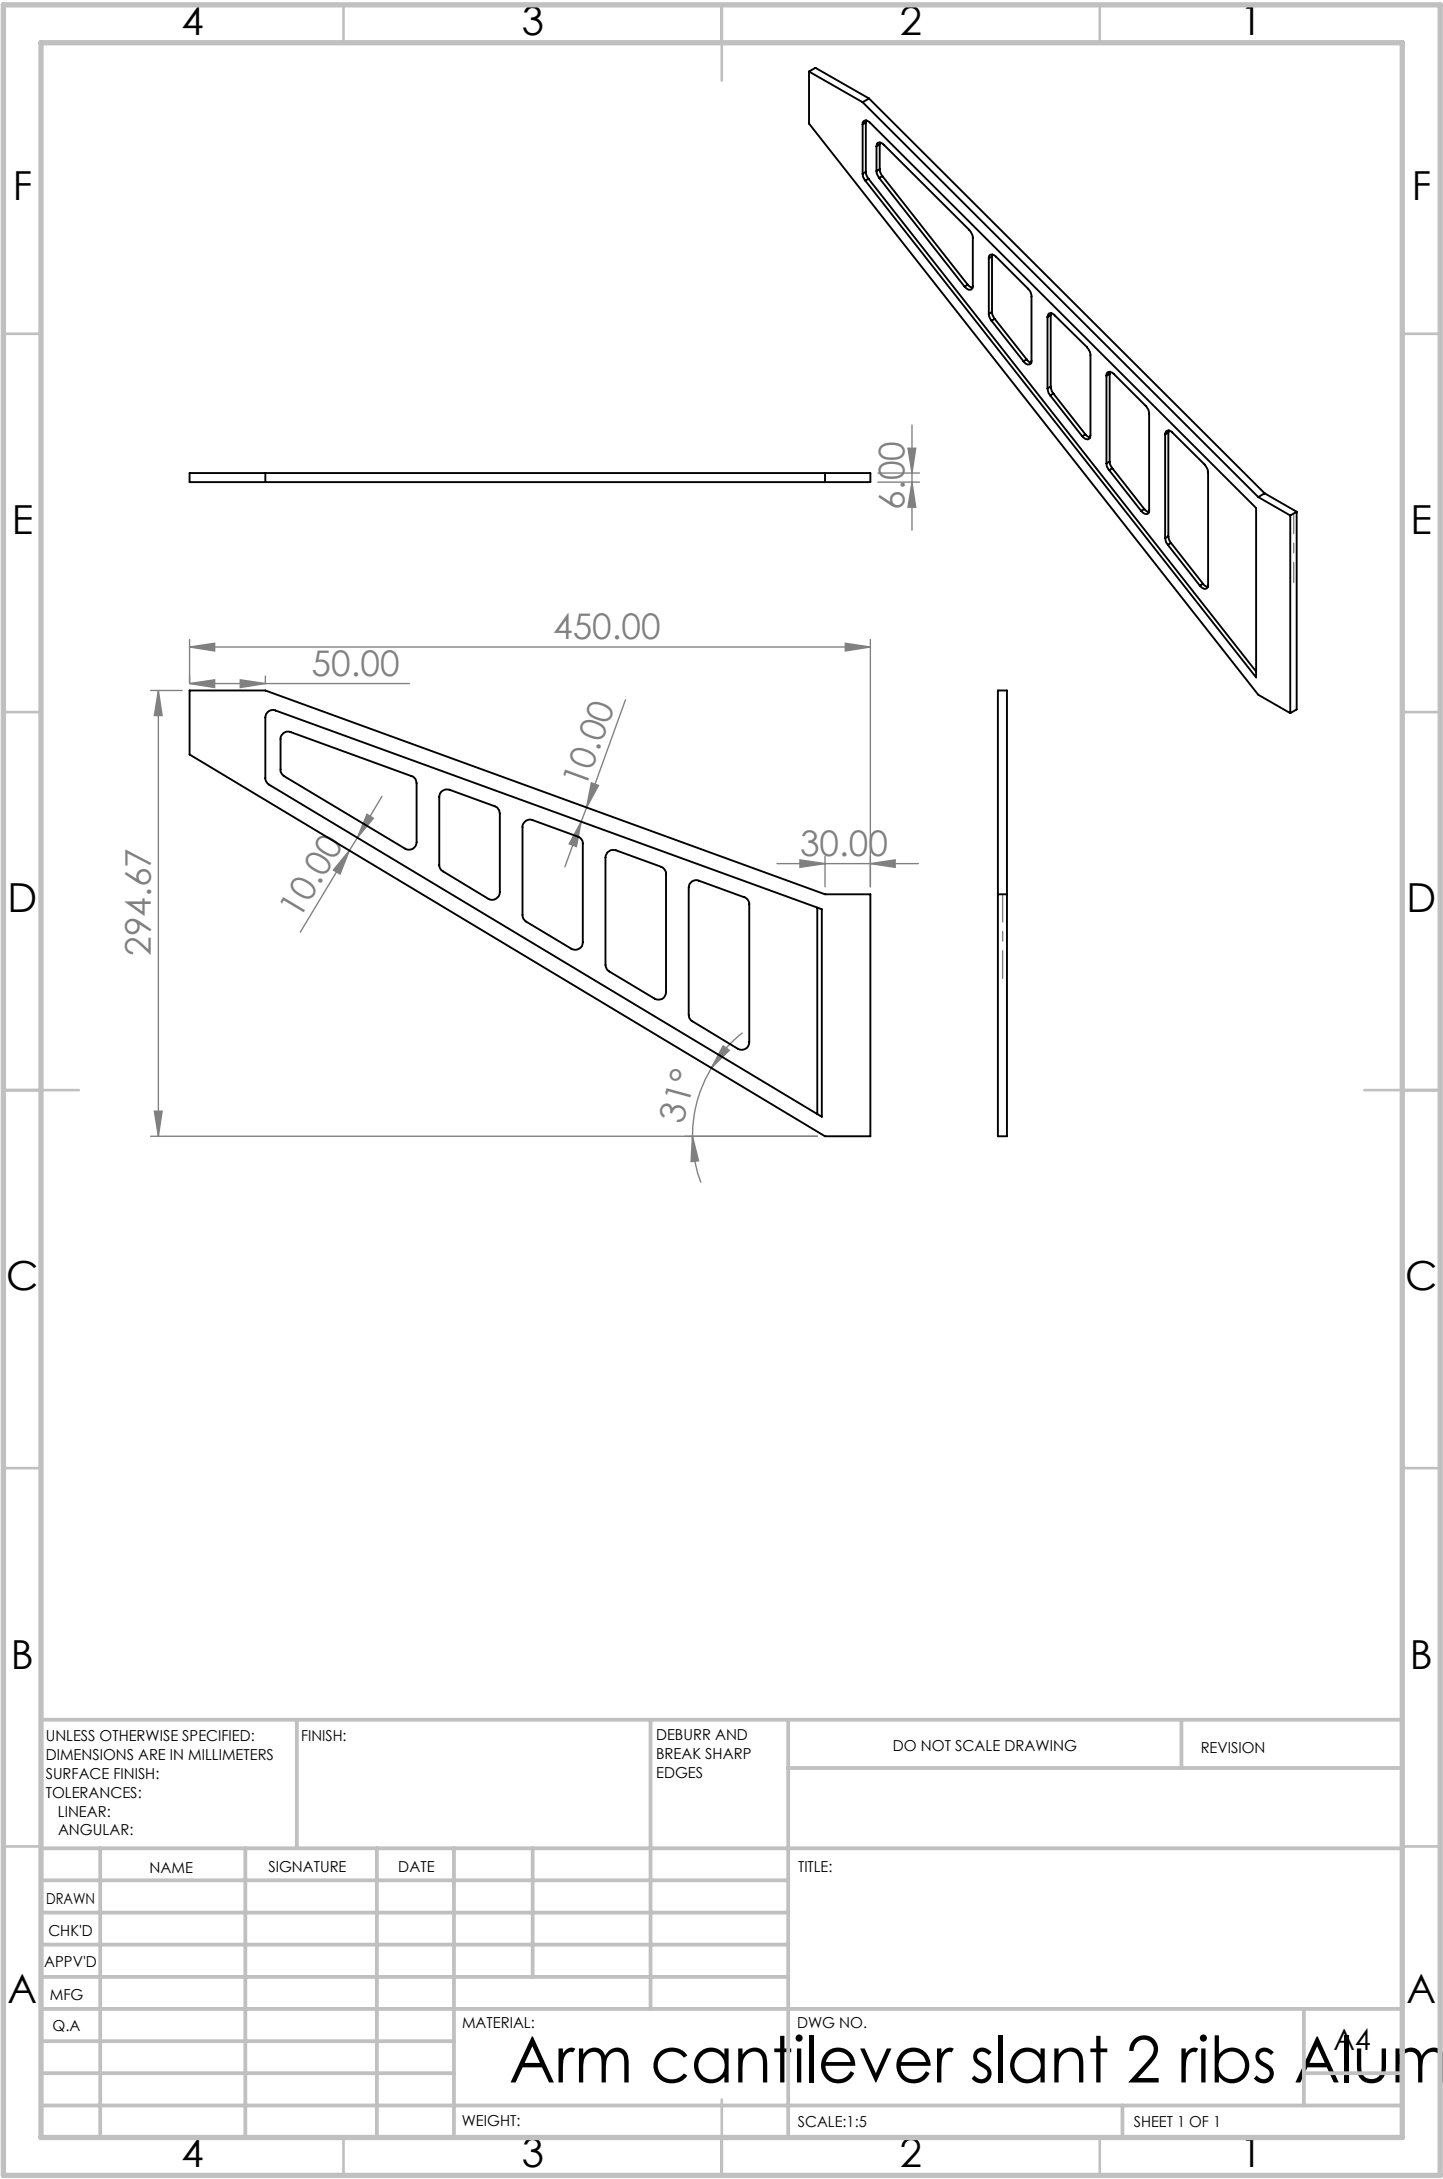 4 3 2 1
F F
6.00
E E
450.00
50.00
10.00
30.00
10.00
294.67
D D
31°
C C
B B
UNLESS OTHERWISE SPECIFIED:
DIMENSIONS ARE IN MILLIMETERS
SURFACE FINISH:
TOLERANCES:
LINEAR:
ANGULAR:
FINISH:
DEBURR AND
BREAK SHARP
EDGES
DO NOT SCALE DRAWING
REVISION
NAME SIGNATURE DATE
TITLE:
DRAWN
CHK'D
APPV'D
MFG
A A
Q.A
MATERIAL:
DWG NO.
Arm cantilever slant 2 ribs Alum
A4
WEIGHT:
SCALE:1:5
SHEET 1 OF 1
4 3 2 1